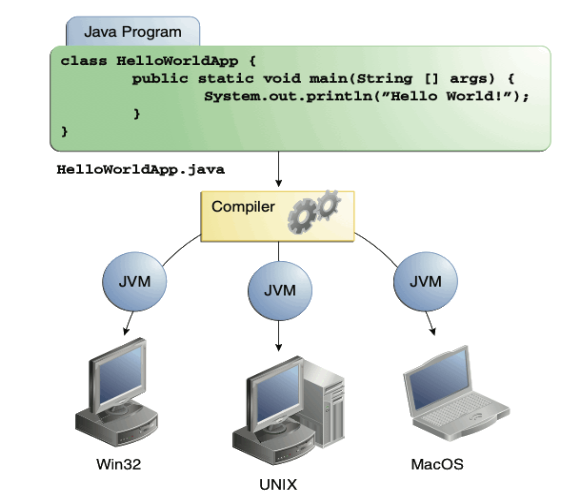 Java Program
class HelloWorldApp {
public static void main(String [] args) {
System.out.println(”Hello World!”);
}
}
HelloWorldApp.java
Compiler
JVM
JVM
JVM
Win32
UNIX
MacOS